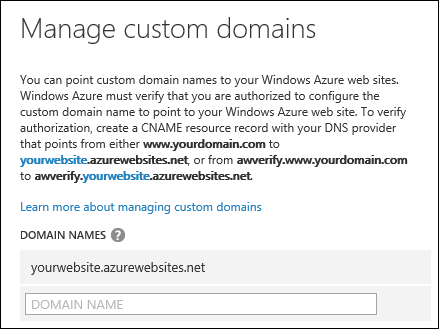 Manage custom domains
You can point custom domain names to your Windows Azure web sites.
Windows Azure must verify that you are authorized to configure the
custom domain name to point to your Windows Azure web site. To verify
authorization, create a CNAME resource record with your DNS provider
that points from either www.yourdomain.com to
yourwebsite.azurewebsites.net, or from awverify.www.yourdomain.com
to awverify.yourwebsite.azurewebsites.net.
Learn more about managing custom domains
DOMAIN NAMES ?
yourwebsite.azurewebsites.net
DOMAIN NAME